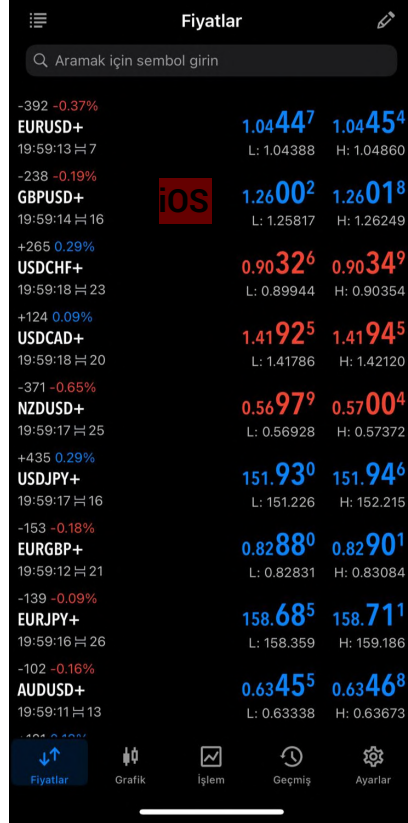 Fiyatlar
Aramak için sembol girin
-392 -0.37%
EURUSD+
1.04447 1.04454
19:59:13 7 L: 1.04388 H: 1.04860
-238 -0.19%
GBPUSD+
iOS
1.26002 1.26018
19:59:14 16 L: 1.25817 H: 1.26249
+265 0.29%
USDCHF+
0.90326 0.90349
19:59:18 23 L: 0.89944 H: 0.90354
+124 0.09%
USDCAD+
1.41925 1.41945
19:59:18 20 L: 1.41786 H: 1.42120
-371 -0.65%
NZDUSD+
0.56979 0.57004
19:59:17 25 L: 0.56928 H: 0.57372
+435 0.29%
USDJPY+
151.930 151.946
19:59:17 16 L: 151.226 H: 152.215
-153 -0.18%
EURGBP+
0.82880 0.82901
19:59:12 21 L: 0.82831 H: 0.83084
-139 -0.09%
EURJPY+
158.685 158.711
19:59:16 26 L: 158.359 H: 159.186
-102 -0.16%
AUDUSD+
0.63455 0.63468
19:59:11 13 L: 0.63338 H: 0.63673
Fiyatlar Grafik İşlem Geçmiş Ayarlar